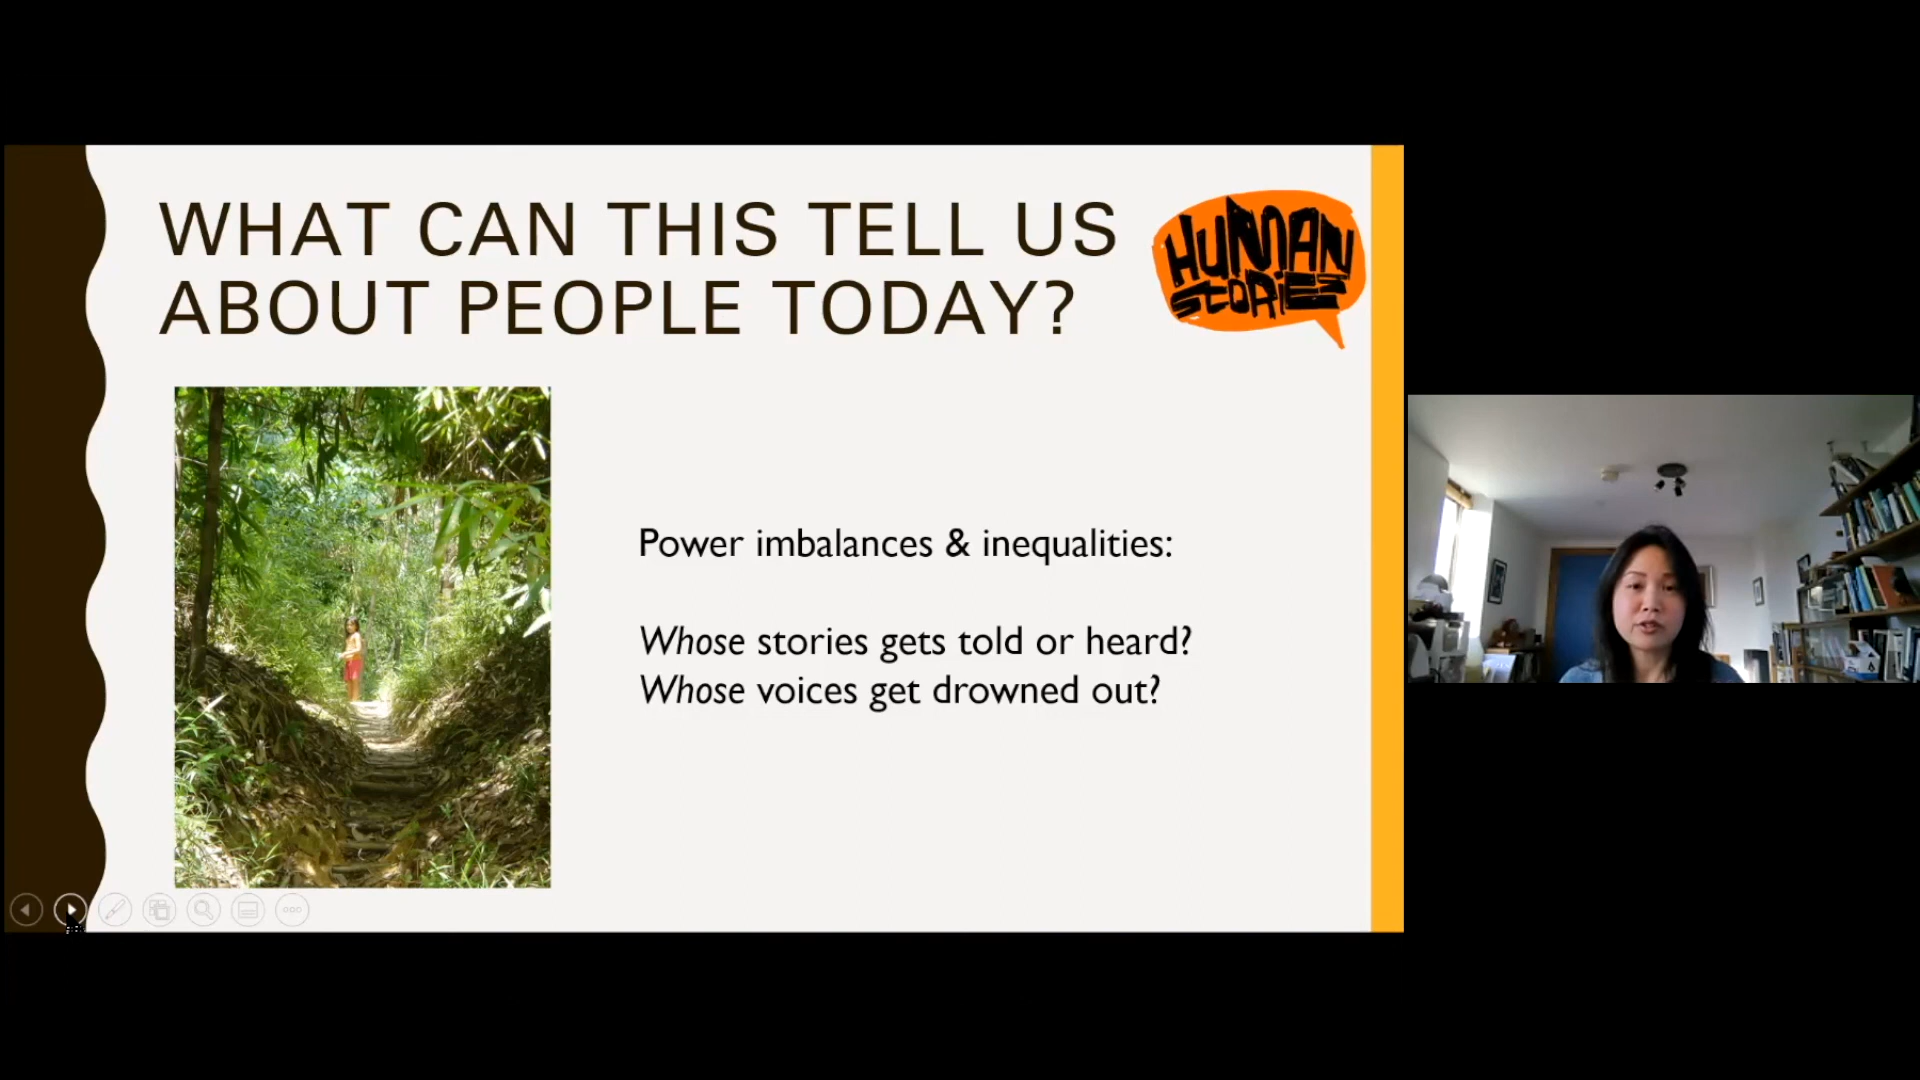 WHAT CAN THIS TELL US
ABOUT PEOPLE TODAY?
HUMAN
STORIES
Power imbalances & inequalities:
Whose stories gets told or heard?
Whose voices get drowned out?